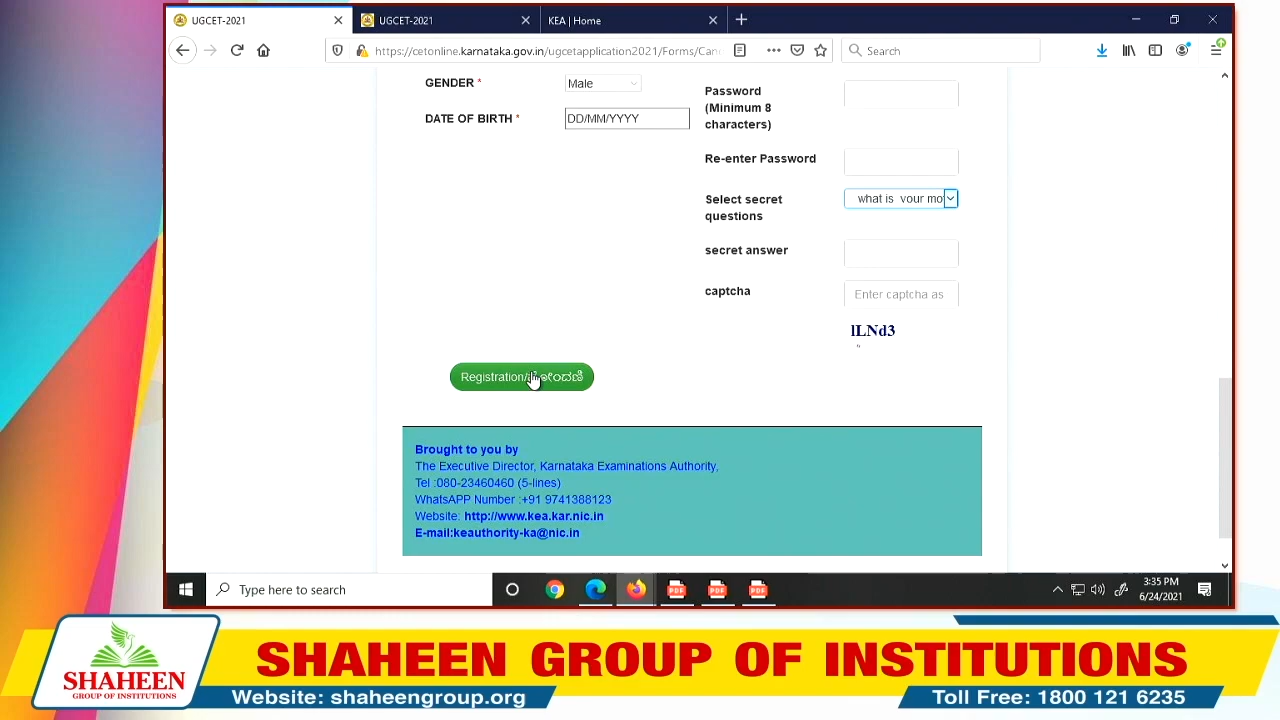 UGCET-2021
UGCET-2021
KEA | Home
https://cetonline.karnataka.gov.in/ugcetapplication2021/Forms/Can
Search
GENDER *
Male
DATE OF BIRTH *
DD/MM/YYYY
Password
(Minimum 8
characters)
Re-enter Password
Select secret
questions
what is your mo
secret answer
captcha
Enter captcha as
lLNd3
Registration/
Brought to you by
The Executive Director, Karnataka Examinations Authority,
Tel :080-23460460 (5-lines)
WhatsAPP Number :+91 9741388123
Website: http://www.kea.kar.nic.in
E-mail:keauthority-ka@nic.in
Type here to search
PDF
PDF
PDF
3:35 PM
6/24/2021
SHAHEEN
GROUP OF INSTITUTIONS
SHAHEEN GROUP OF INSTITUTIONS
Website: shaheengroup.org
Toll Free: 1800 121 6235